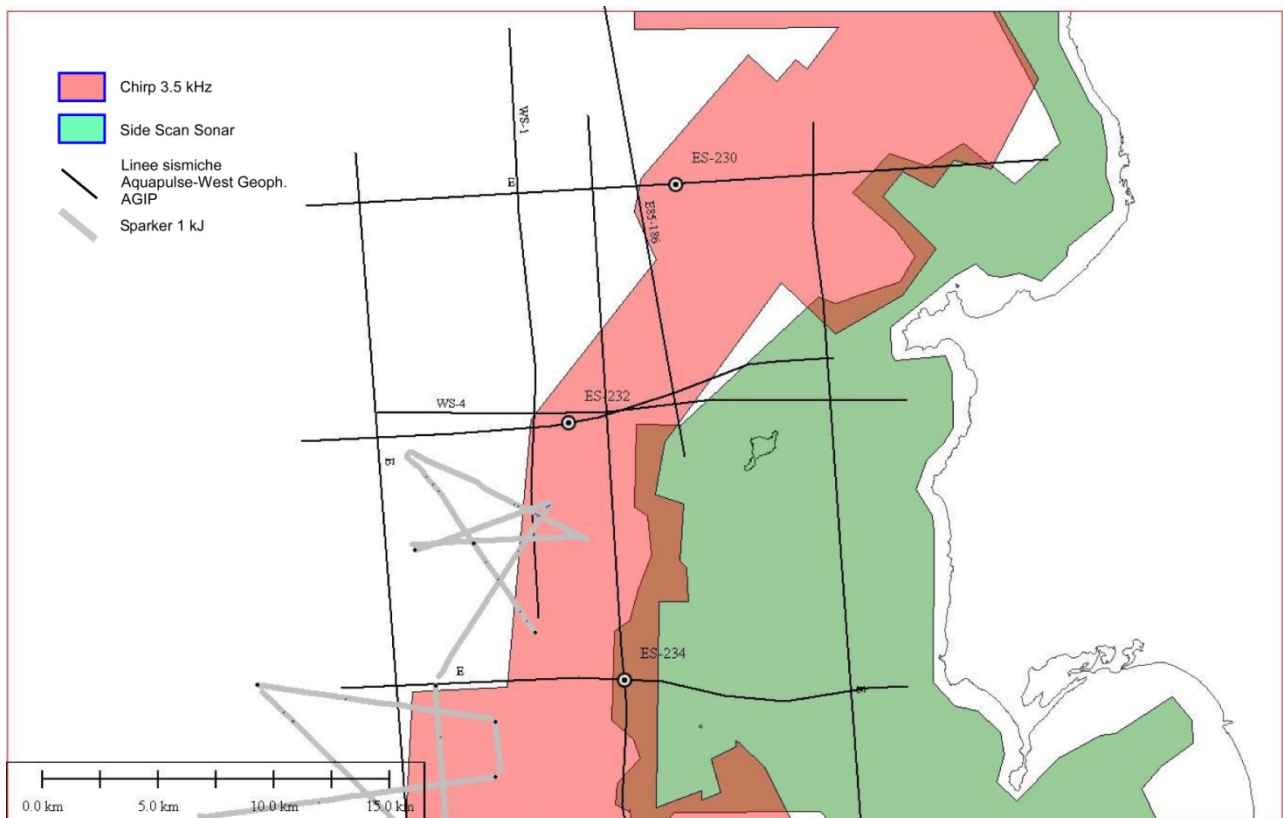 Chirp 3.5 kHz
Side Scan Sonar
Linee sismiche
Aquapulse-West Geoph.
AGIP
Sparker 1 kJ
WS-1
ES-230
E
E85-186
ES-232
WS-4
E
ES-234
E
E
0.0 km
5.0 km
10.0 km
15.0 km